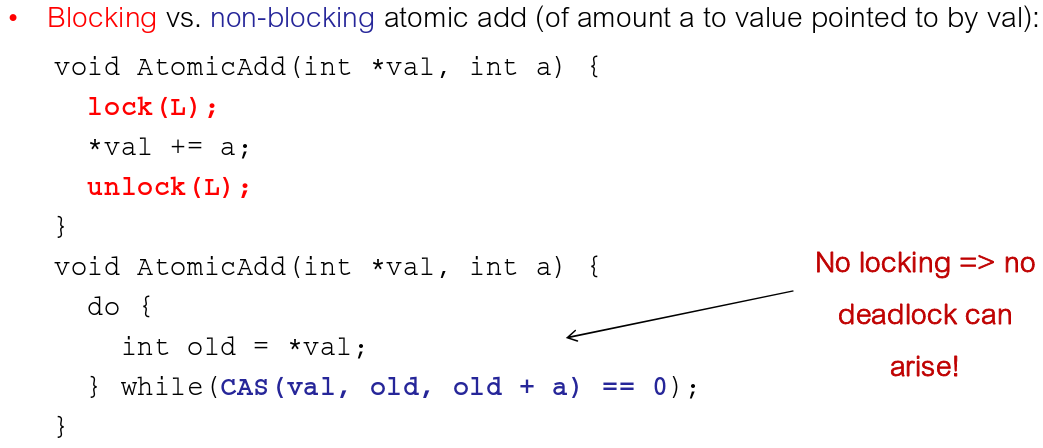 • Blocking vs. non-blocking atomic add (of amount a to value pointed to by val):
void AtomicAdd(int *val, int a) {
lock(L);
*val += a;
unlock(L);
}
void AtomicAdd(int *val, int a) {
do {
int old = *val;
} while(CAS(val, old, old + a) == 0);
}
No locking => no
deadlock can
arise!